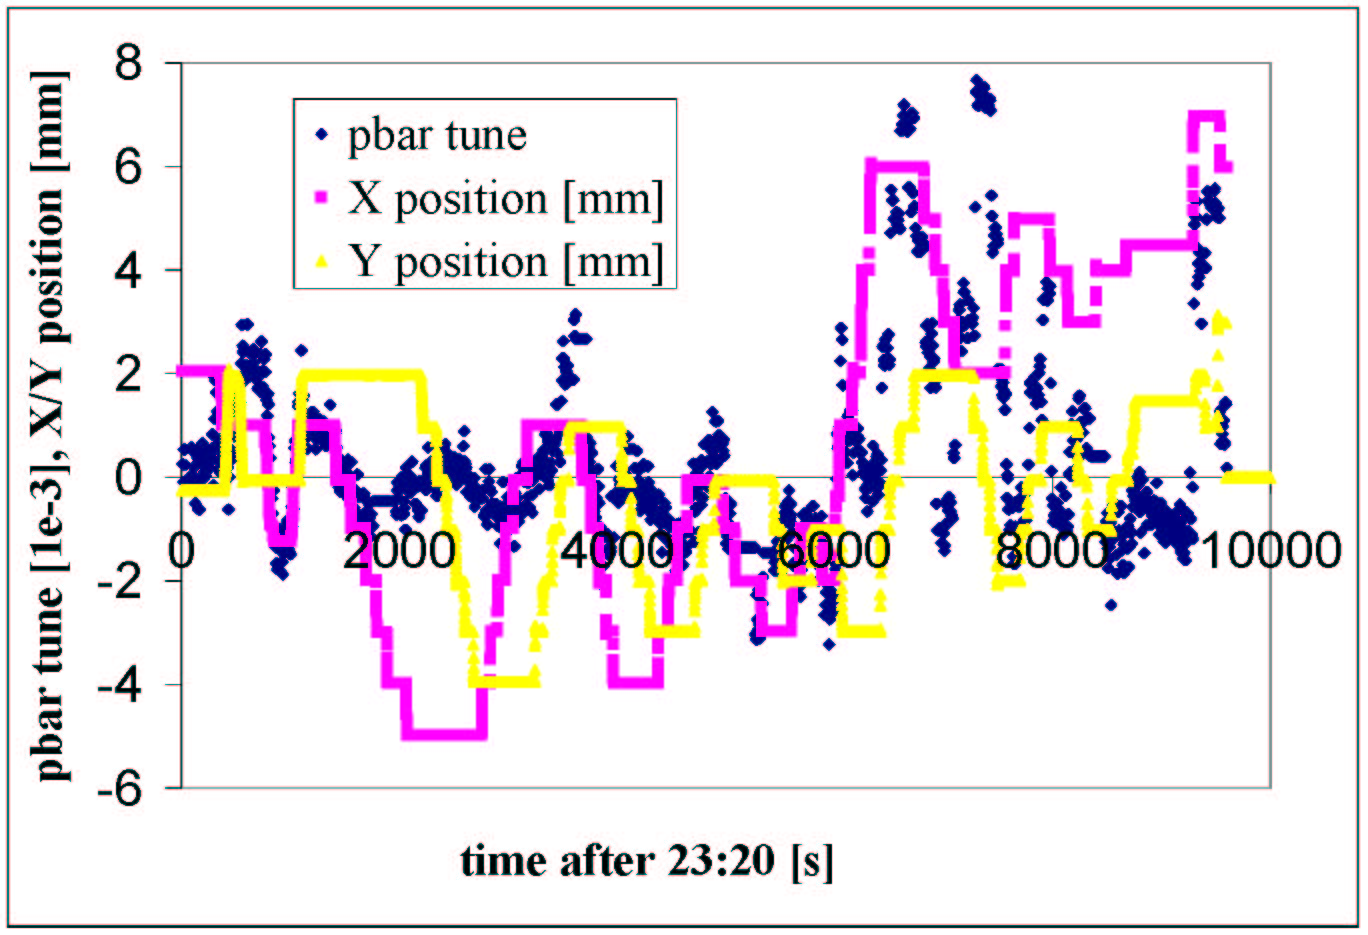 pbar tune [1e-3], X/Y position [mm]
8
6
4
2
0
-2
-4
-6
pbar tune
X position [mm]
Y position [mm]
0 2000 4000 6000 8000 10000
time after 23:20 [s]